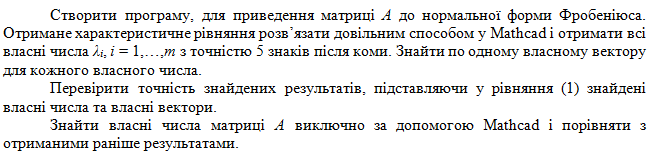 Створити програму, для приведення матриці A до нормальної форми Фробеніюса.
Отримане характеристичне рівняння розв’язати довільним способом у Mathcad і отримати всі
власні числа λi, i = 1,…,m з точністю 5 знаків після коми. Знайти по одному власному вектору
для кожного власного числа.
Перевірити точність знайдених результатів, підставляючи у рівняння (1) знайдені
власні числа та власні вектори.
Знайти власні числа матриці A виключно за допомогою Mathcad і порівняти з
отриманими раніше результатами.